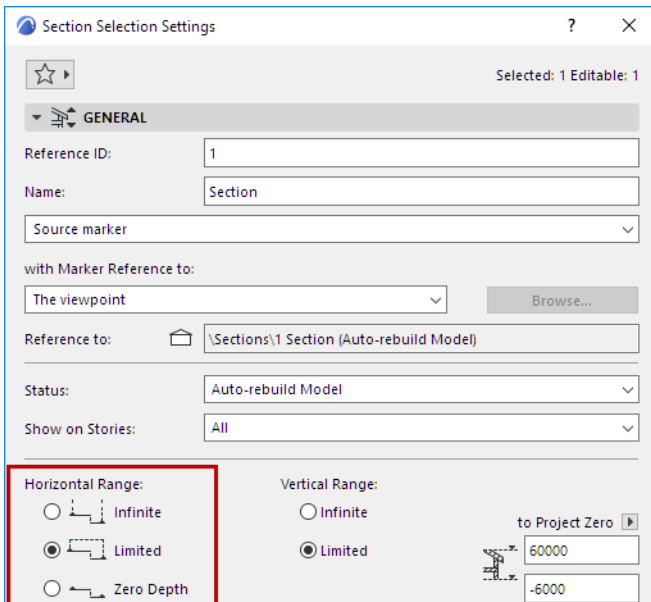 Section Selection Settings ? ×
Selected: 1 Editable: 1
GENERAL
Reference ID: 1
Name: Section
Source marker
with Marker Reference to:
The viewpoint Browse...
Reference to: \Sections\1 Section (Auto-rebuild Model)
Status: Auto-rebuild Model
Show on Stories: All
Horizontal Range: Vertical Range:
Infinite Infinite to Project Zero
Limited Limited 60000
Zero Depth -6000